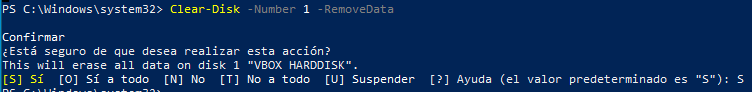 PS C:\Windows\system32> Clear-Disk -Number 1 -RemoveData
Confirmar
¿Está seguro de que desea realizar esta acción?
This will erase all data on disk 1 "VBOX HARDDISK".
[S] Sí  [O] Sí a todo  [N] No  [T] No a todo  [U] Suspender  [?] Ayuda (el valor predeterminado es "S"): S
PS C:\Windows\system32>